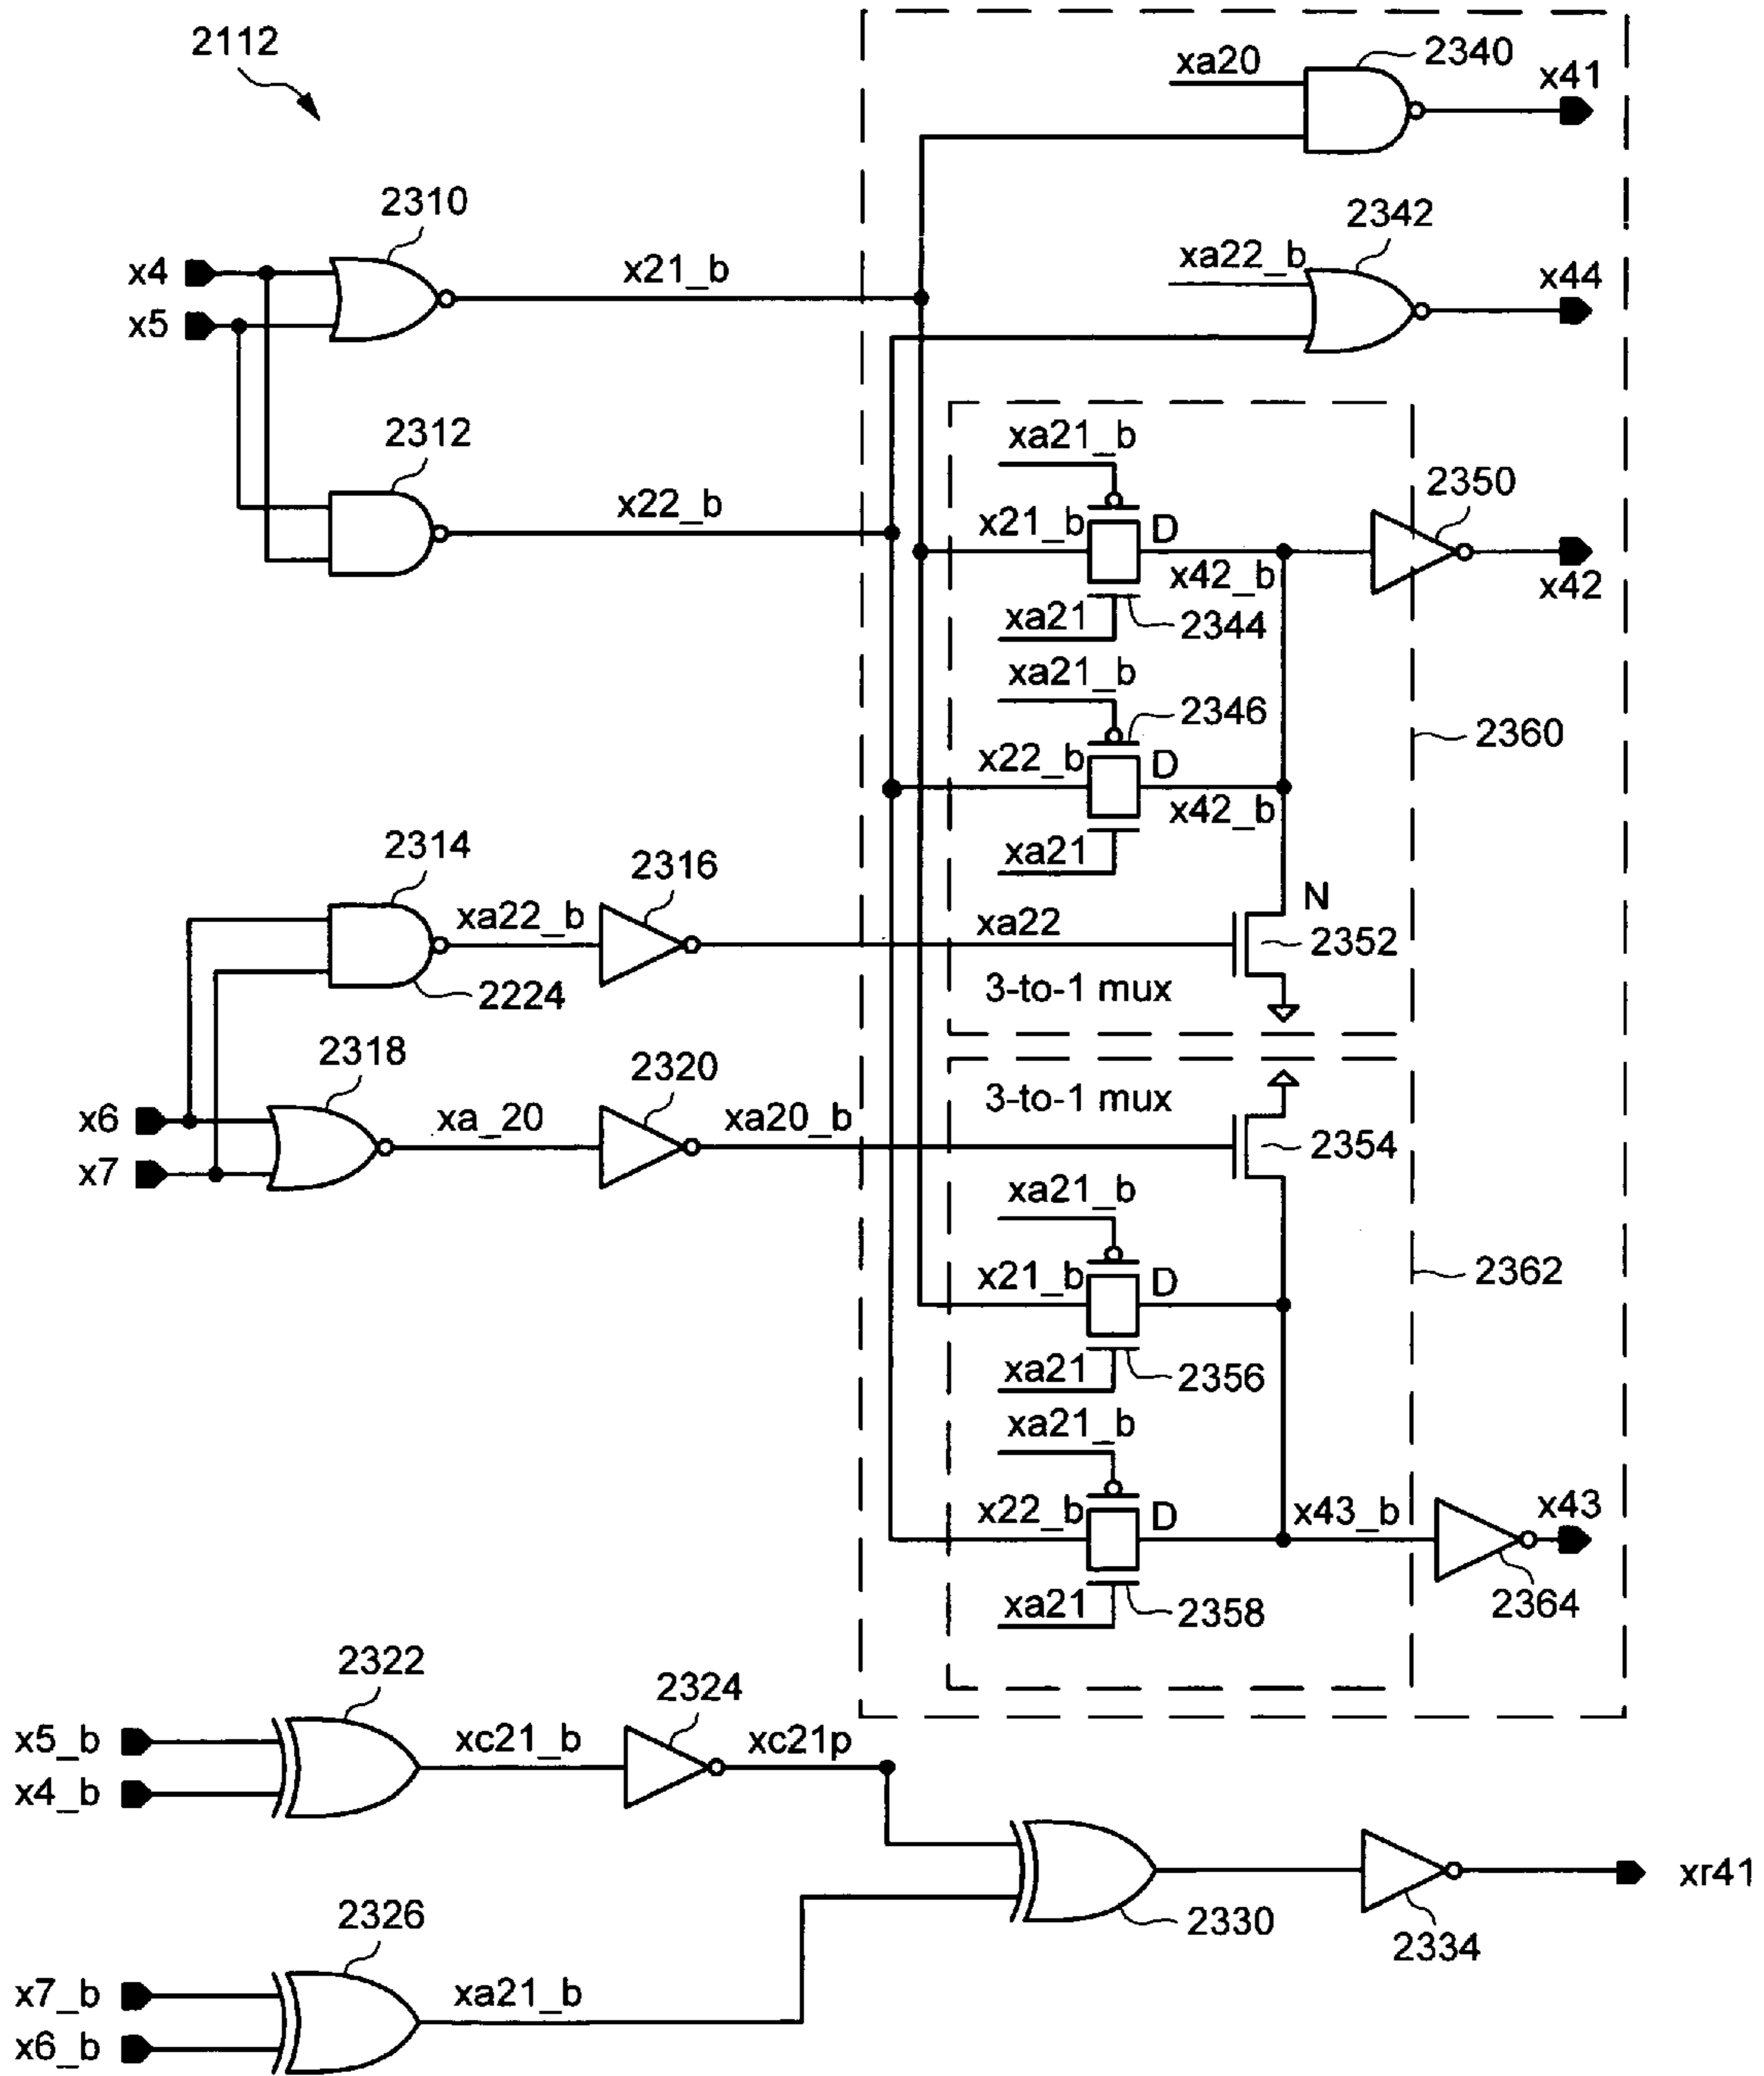 2112
xa20
2340
x41
2310
x4
x5
x21_b
xa22_b
2342
x44
2312
x22_b
xa21_b
x21_b
D
x42_b
xa21
2344
2350
x42
xa21_b
2346
x22_b
D
x42_b
xa21
2360
2314
xa22_b
2224
2316
xa22
N
2352
3-to-1 mux
x6
x7
2318
xa_20
2320
xa20_b
3-to-1 mux
2354
xa21_b
x21_b
D
xa21
2356
2362
xa21_b
x22_b
D
xa21
2358
x43_b
x43
2364
2322
x5_b
x4_b
xc21_b
2324
xc21p
2326
x7_b
x6_b
xa21_b
2330
2334
xr41